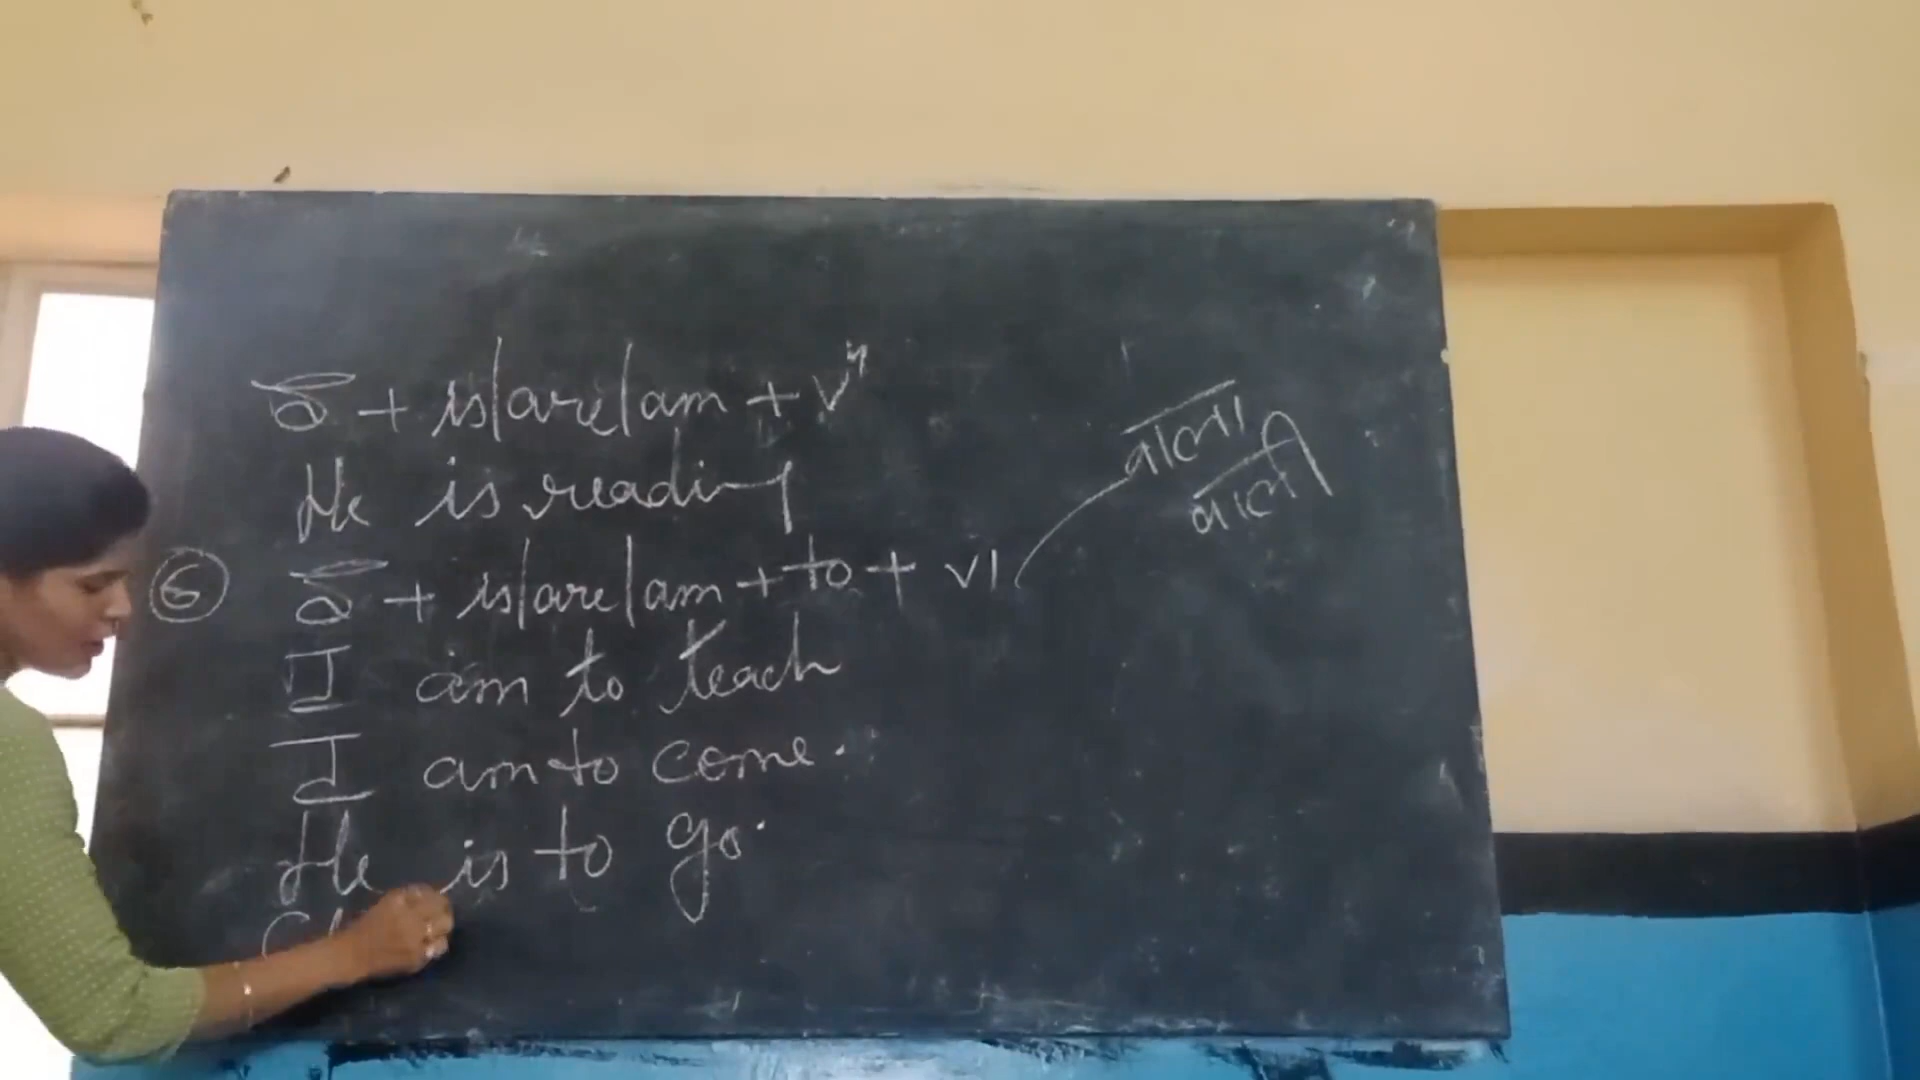 S + is/are/am + v⁴
He is reading
⑥ S + is/are/am + to + v1
वाला
वाली
I am to teach
I am to come.
He is to go.